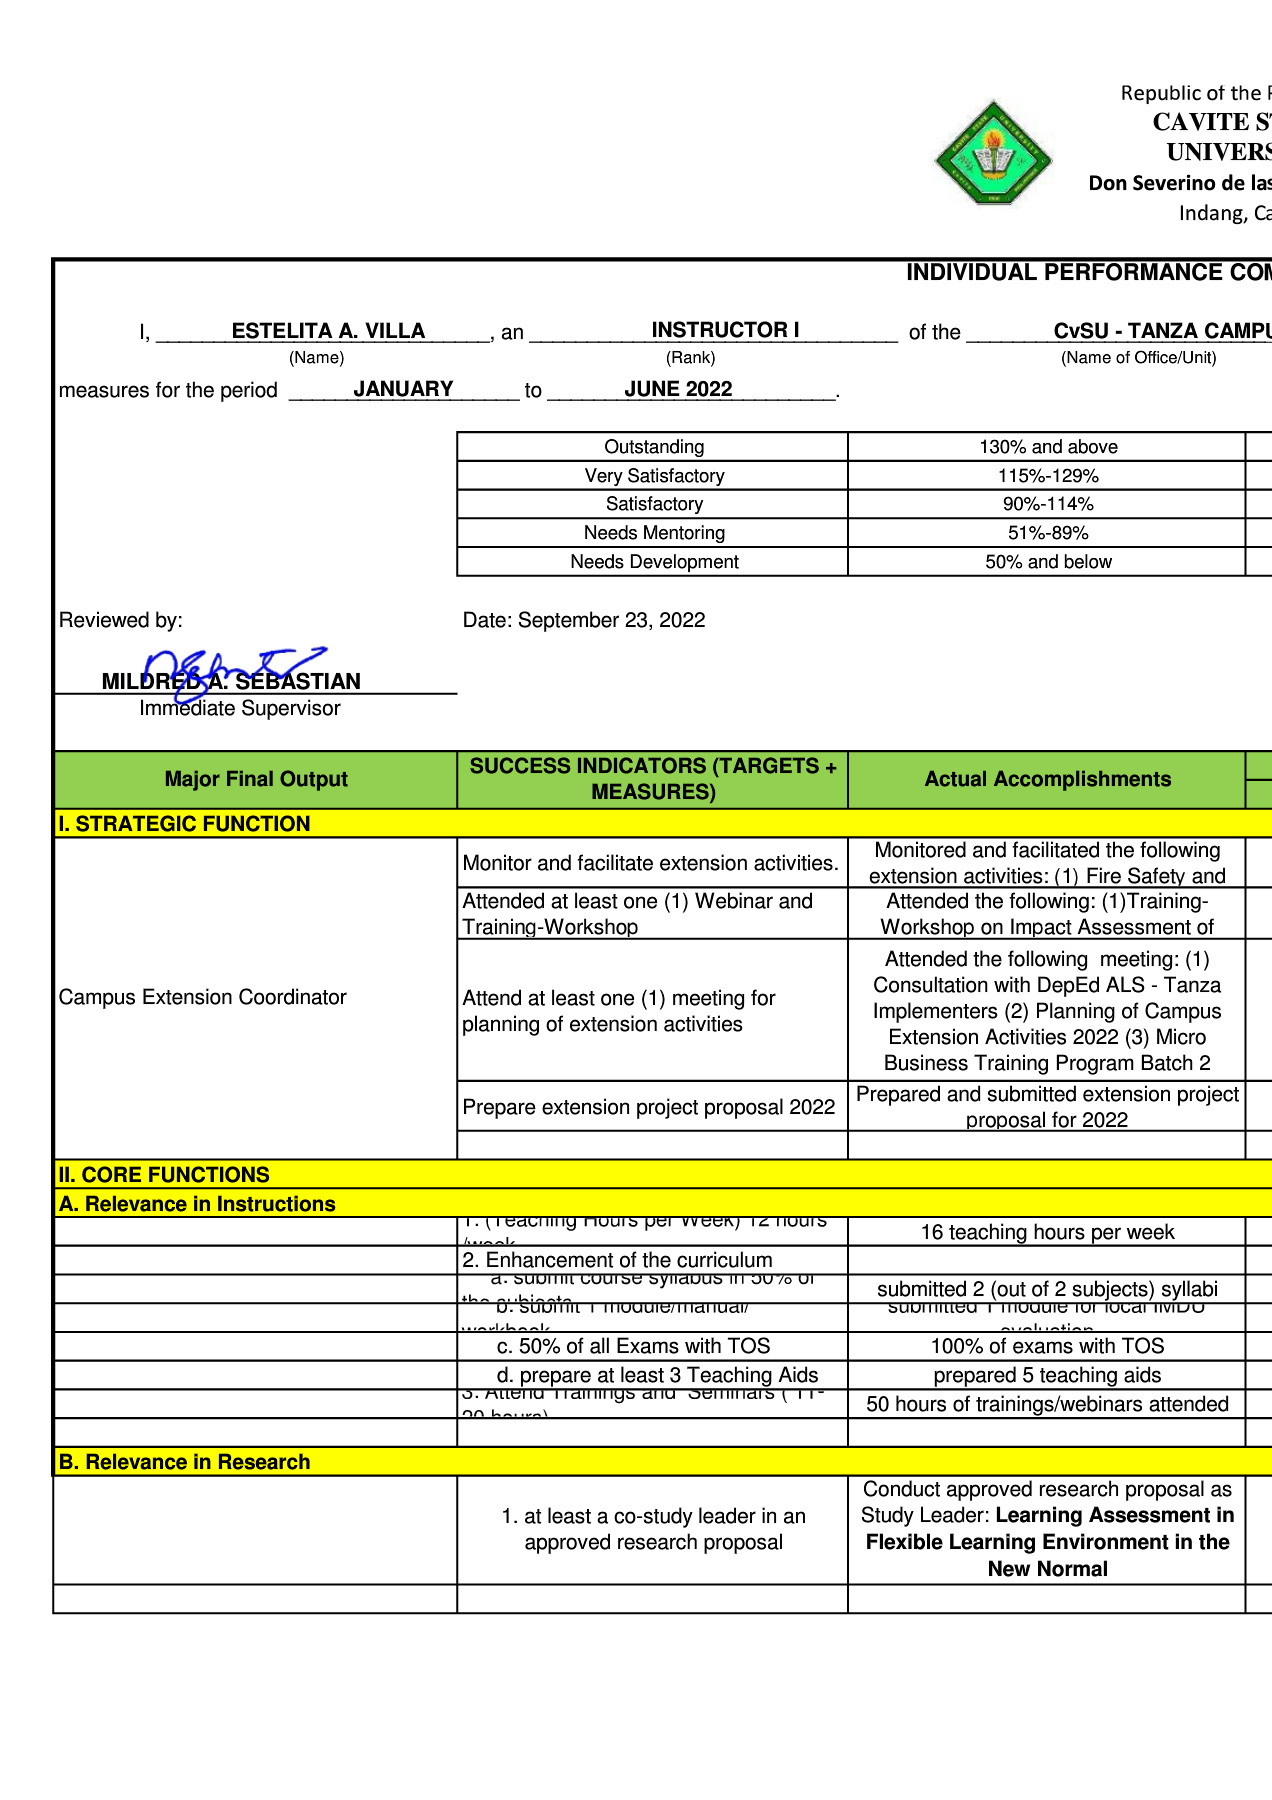 Republic of the
CAVITE
UNIVERS
Don Severino de las
Indang,
INDIVIDUAL PERFORMANCE
I, ESTELITA A. VILLA, an INSTRUCTOR I of the CvSU - TANZA CAMPU
(Name) (Rank) (Name of Office/Unit)
measures for the period JANUARY to JUNE 2022.
Outstanding 130% and above
Very Satisfactory 115%-129%
Satisfactory 90%-114%
Needs Mentoring 51%-89%
Needs Development 50% and below
Reviewed by: Date: September 23, 2022
MILDRED A. SEBASTIAN
Immediate Supervisor
Major Final Output
SUCCESS INDICATORS (TARGETS +
MEASURES)
Actual Accomplishments
I. STRATEGIC FUNCTION
Campus Extension Coordinator
Monitor and facilitate extension activities.
Monitored and facilitated the following
extension activities: (1) Fire Safety and
Attended at least one (1) Webinar and
Training-Workshop
Attended the following: (1)Training-
Workshop on Impact Assessment of
Attend at least one (1) meeting for
planning of extension activities
Attended the following meeting: (1)
Consultation with DepEd ALS - Tanza
Implementers (2) Planning of Campus
Extension Activities 2022 (3) Micro
Business Training Program Batch 2
Prepare extension project proposal 2022
Prepared and submitted extension project
proposal for 2022
II. CORE FUNCTIONS
A. Relevance in Instructions
1. (Teaching Hours per Week) 12 hours
/week
16 teaching hours per week
2. Enhancement of the curriculum
a. submit course syllabus in 50% of
the subjects
submitted 2 (out of 2 subjects) syllabi
b. submit 1 module/manual/
workbook
submitted 1 module for local IMDU
evaluation
c. 50% of all Exams with TOS
100% of exams with TOS
d. prepare at least 3 Teaching Aids
prepared 5 teaching aids
3. Attend Trainings and Seminars ( 11-
20 hours)
50 hours of trainings/webinars attended
B. Relevance in Research
1. at least a co-study leader in an
approved research proposal
Conduct approved research proposal as
Study Leader: Learning Assessment in
Flexible Learning Environment in the
New Normal